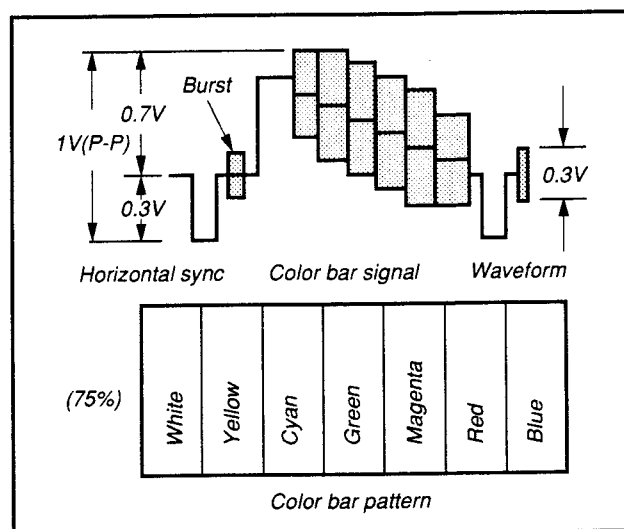 Burst
0.7V
1V(P-P)
0.3V
0.3V
Horizontal sync
Color bar signal
Waveform
(75%)
White
Yellow
Cyan
Green
Magenta
Red
Blue
Color bar pattern